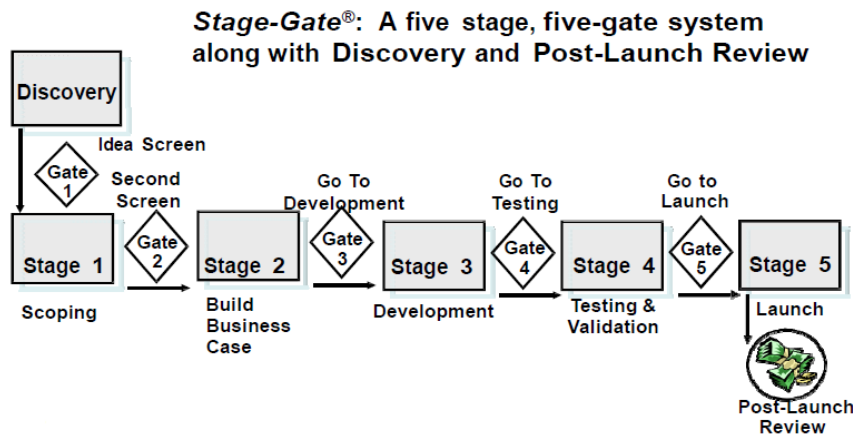 Stage-Gate®: A five stage, five-gate system
along with Discovery and Post-Launch Review
Discovery
Idea Screen
Gate
1
Second
Screen
Go To
Development
Go To
Testing
Go to
Launch
Stage 1
Gate
2
Stage 2
Gate
3
Stage 3
Gate
4
Stage 4
Gate
5
Stage 5
Scoping
Build
Business
Case
Development
Testing &
Validation
Launch
Post-Launch
Review